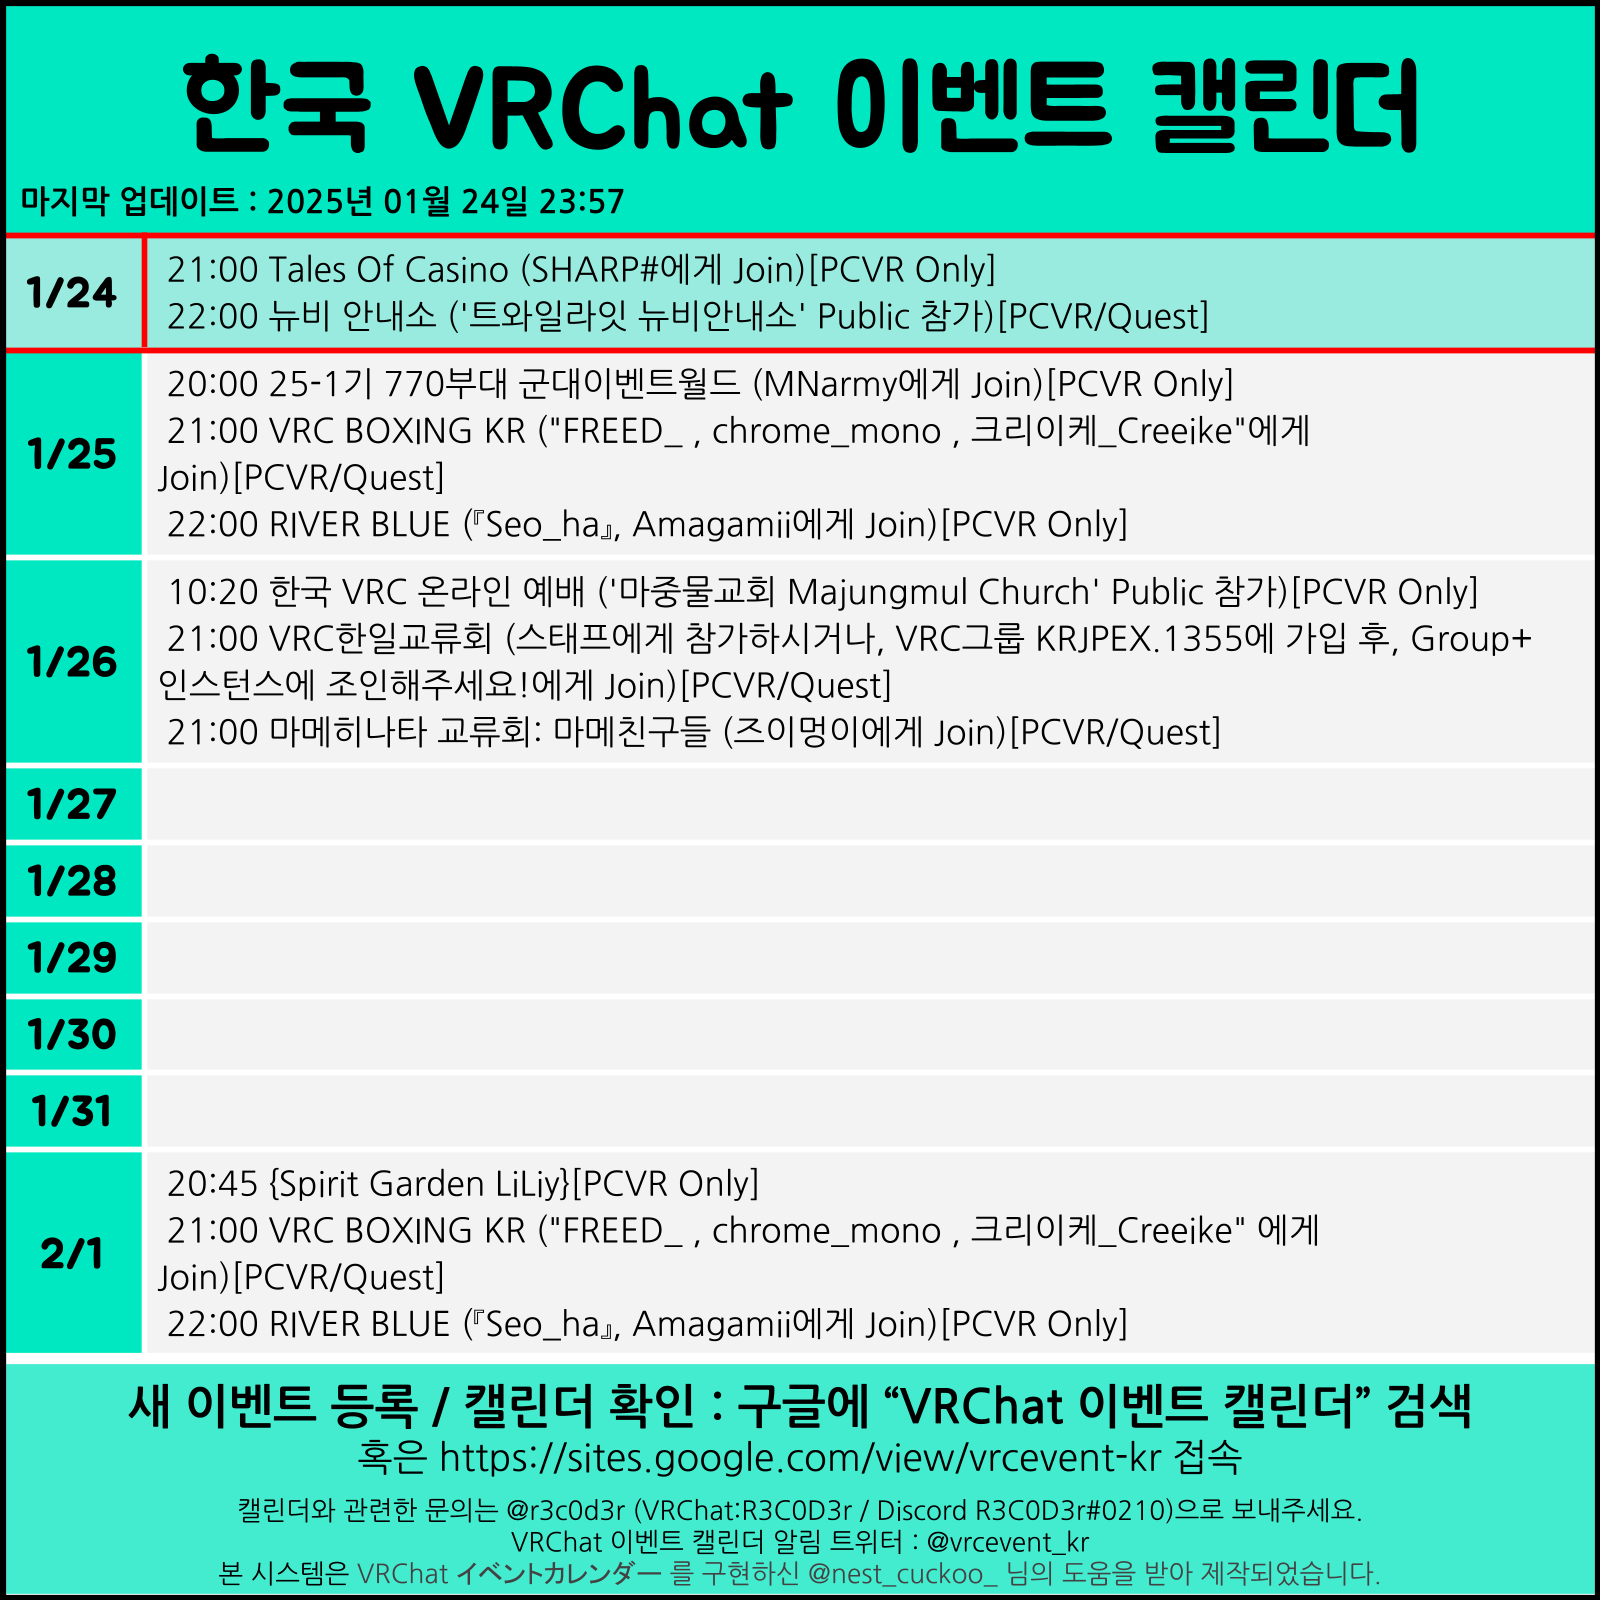 한국 VRChat 이벤트 캘린더
마지막 업데이트 : 2025년 01월 24일 23:57
1/24
21:00 Tales Of Casino (SHARP#에게 Join)[PCVR Only]
22:00 뉴비 안내소 ('트와일라잇 뉴비안내소' Public 참가)[PCVR/Quest]
1/25
20:00 25-1기 770부대 군대이벤트월드 (MNarmy에게 Join)[PCVR Only]
21:00 VRC BOXING KR ("FREED_ , chrome_mono , 크리이케_Creeike"에게
Join)[PCVR/Quest]
22:00 RIVER BLUE (『Seo_ha』, Amagamii에게 Join)[PCVR Only]
1/26
10:20 한국 VRC 온라인 예배 ('마중물교회 Majungmul Church' Public 참가)[PCVR Only]
21:00 VRC한일교류회 (스태프에게 참가하시거나, VRC그룹 KRJPEX.1355에 가입 후, Group+
인스턴스에 조인해주세요!에게 Join)[PCVR/Quest]
21:00 마메히나타 교류회: 마메친구들 (즈이멍이에게 Join)[PCVR/Quest]
1/27
1/28
1/29
1/30
1/31
2/1
20:45 {Spirit Garden LiLiy}[PCVR Only]
21:00 VRC BOXING KR ("FREED_ , chrome_mono , 크리이케_Creeike" 에게
Join)[PCVR/Quest]
22:00 RIVER BLUE (『Seo_ha』, Amagamii에게 Join)[PCVR Only]
새 이벤트 등록 / 캘린더 확인 : 구글에 “VRChat 이벤트 캘린더” 검색
혹은 https://sites.google.com/view/vrcevent-kr 접속
캘린더와 관련한 문의는 @r3c0d3r (VRChat:R3C0D3r / Discord R3C0D3r#0210)으로 보내주세요.
VRChat 이벤트 캘린더 알림 트위터 : @vrcevent_kr
본 시스템은 VRChat イベントカレンダー 를 구현하신 @nest_cuckoo_ 님의 도움을 받아 제작되었습니다.